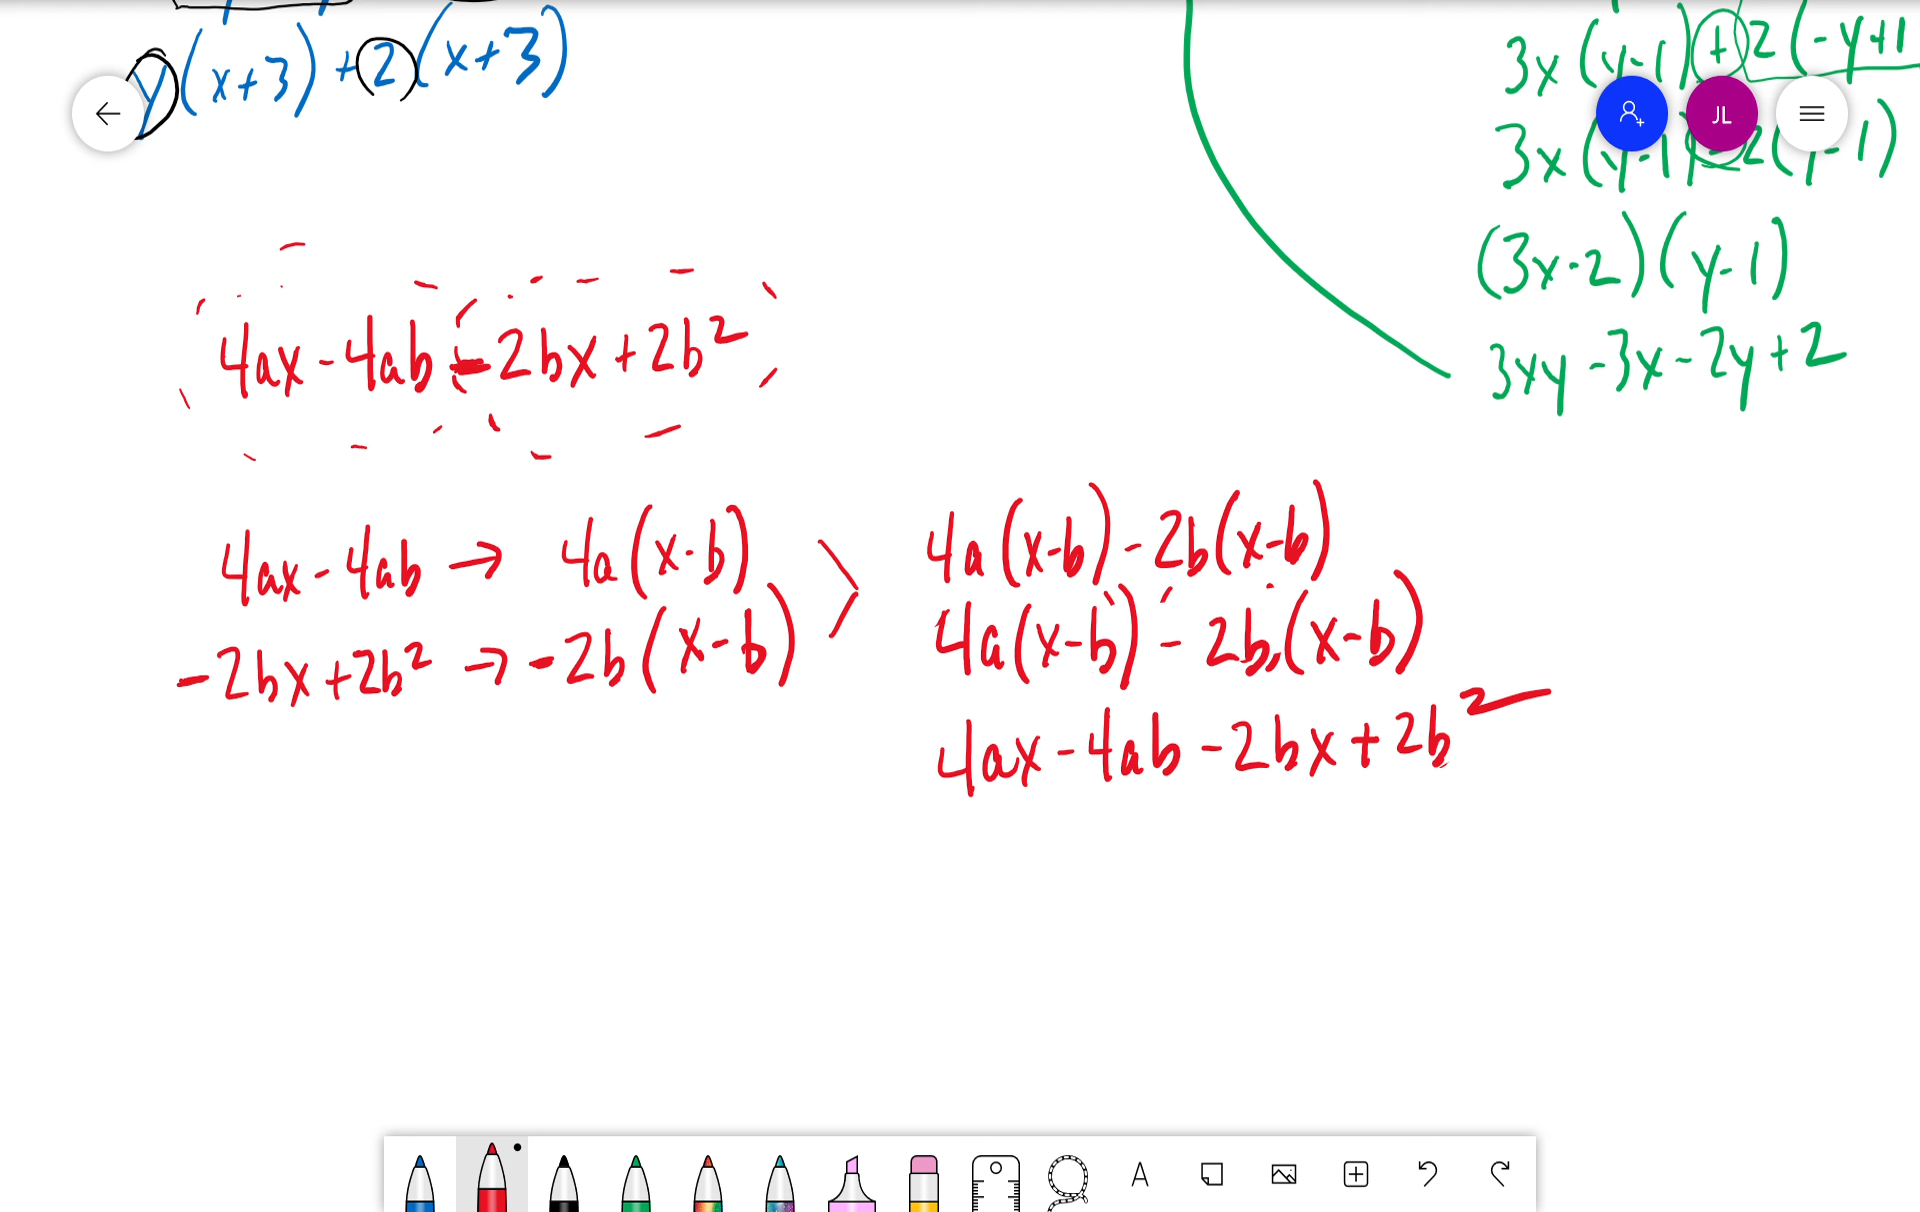 y(x+3)+2(x+3)
4ax-4ab-2bx+2b²
4ax-4ab→4a(x-b)
-2bx+2b²→-2b(x-b)
4a(x-b)-2b(x-b)
4a(x-b)-2b(x-b)
4ax-4ab-2bx+2b²
3x(y-1)+2(-y+1
3x(y-1)-2(y-1)
(3x-2)(y-1)
3xy-3x-2y+2
JL
A